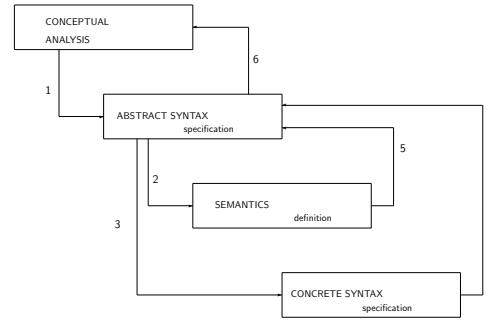 CONCEPTUAL
ANALYSIS
6
1
ABSTRACT SYNTAX
specification
5
2
SEMANTICS
definition
3
CONCRETE SYNTAX
specification